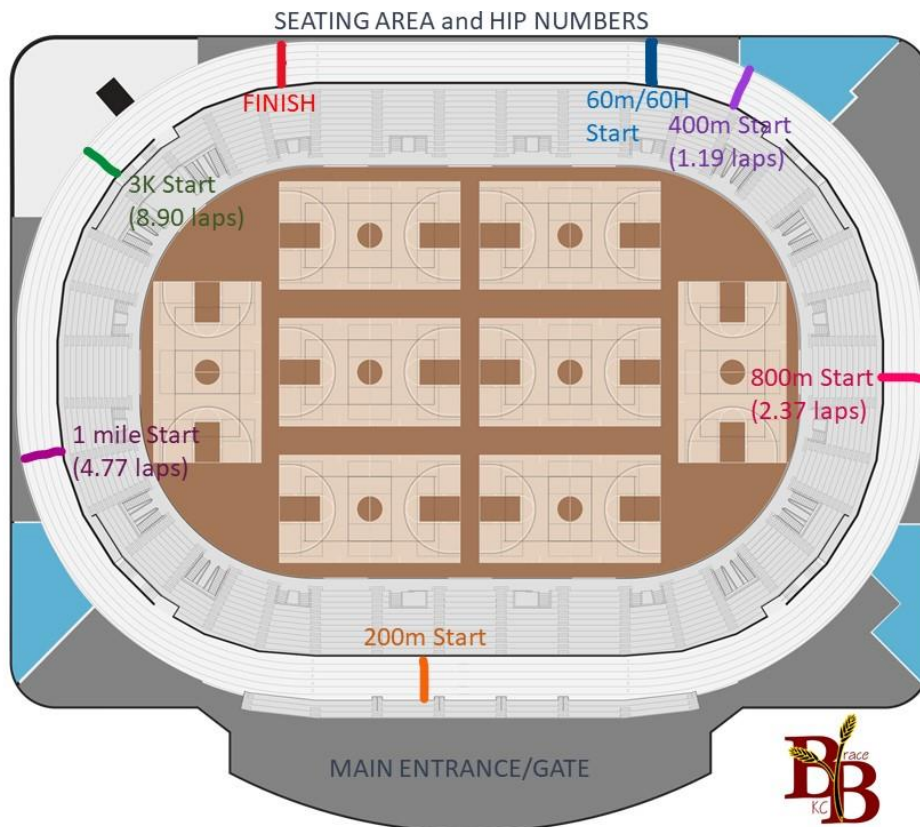 SEATING AREA and HIP NUMBERS
FINISH
60m/60H
Start
400m Start
(1.19 laps)
3K Start
(8.90 laps)
800m Start
(2.37 laps)
1 mile Start
(4.77 laps)
200m Start
MAIN ENTRANCE/GATE
B race
KC B